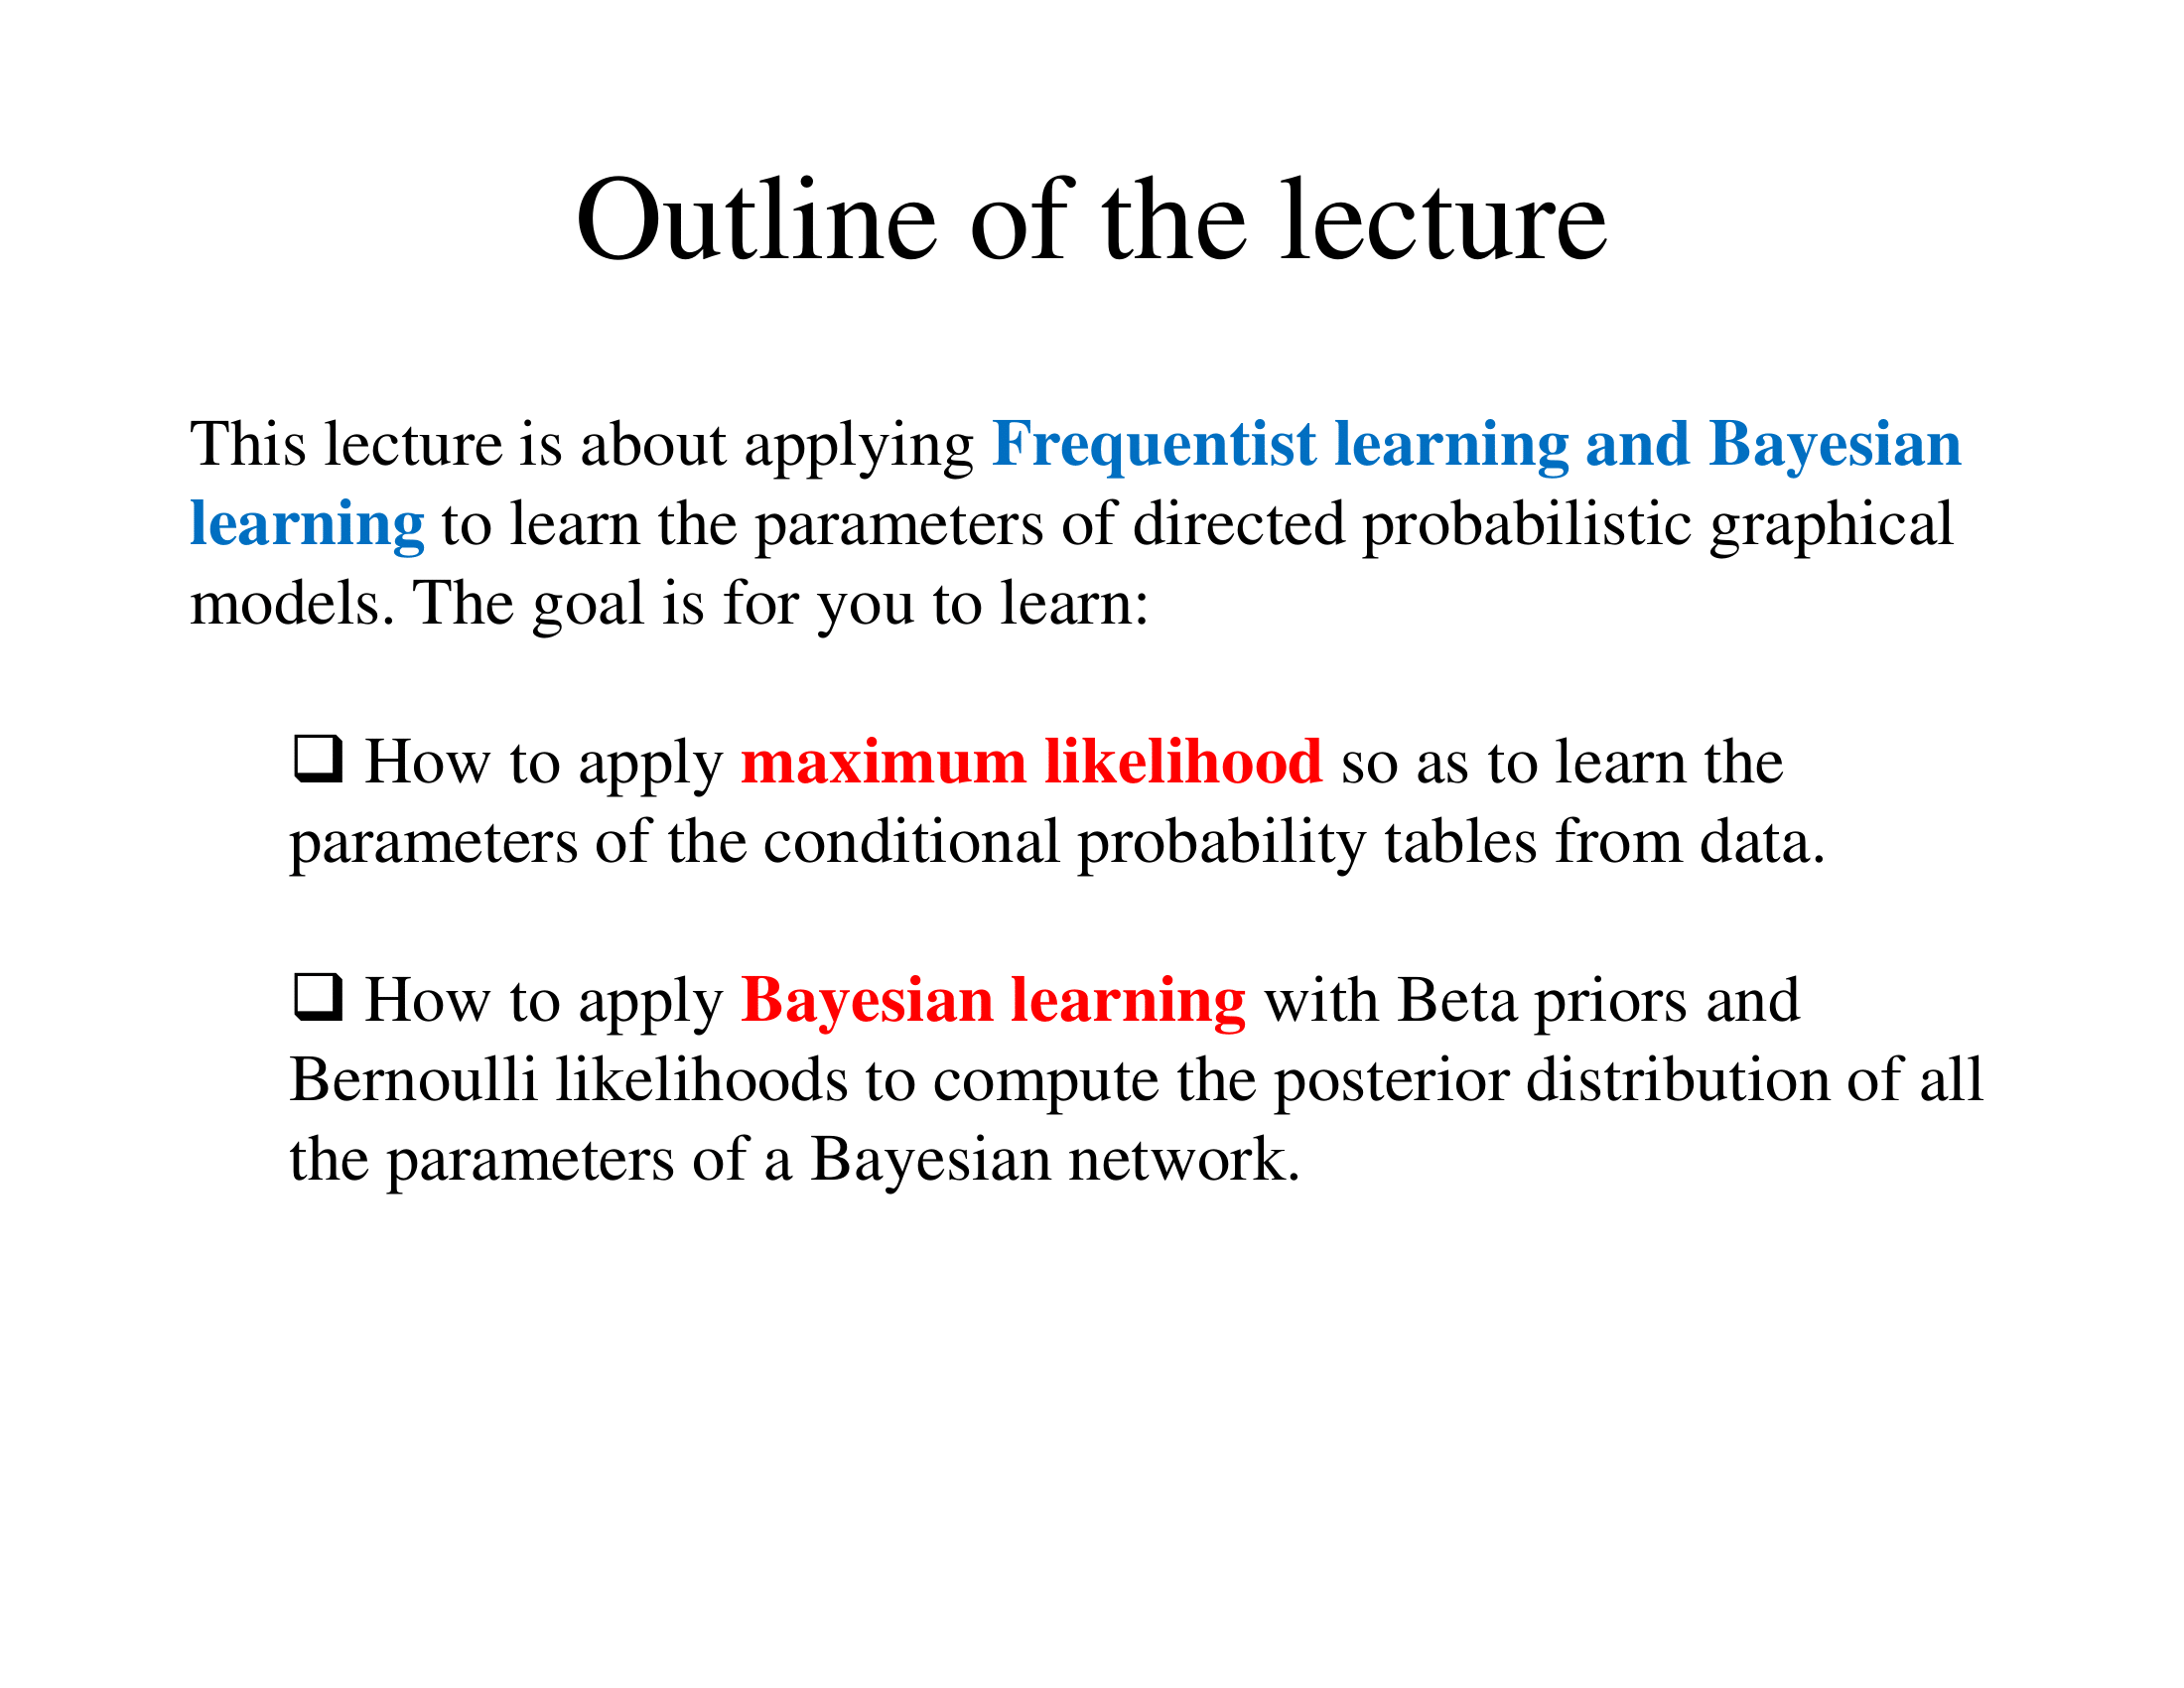 Outline of the lecture
This lecture is about applying Frequentist learning and Bayesian
learning to learn the parameters of directed probabilistic graphical
models. The goal is for you to learn:
❑ How to apply maximum likelihood so as to learn the
parameters of the conditional probability tables from data.
❑ How to apply Bayesian learning with Beta priors and
Bernoulli likelihoods to compute the posterior distribution of all
the parameters of a Bayesian network.